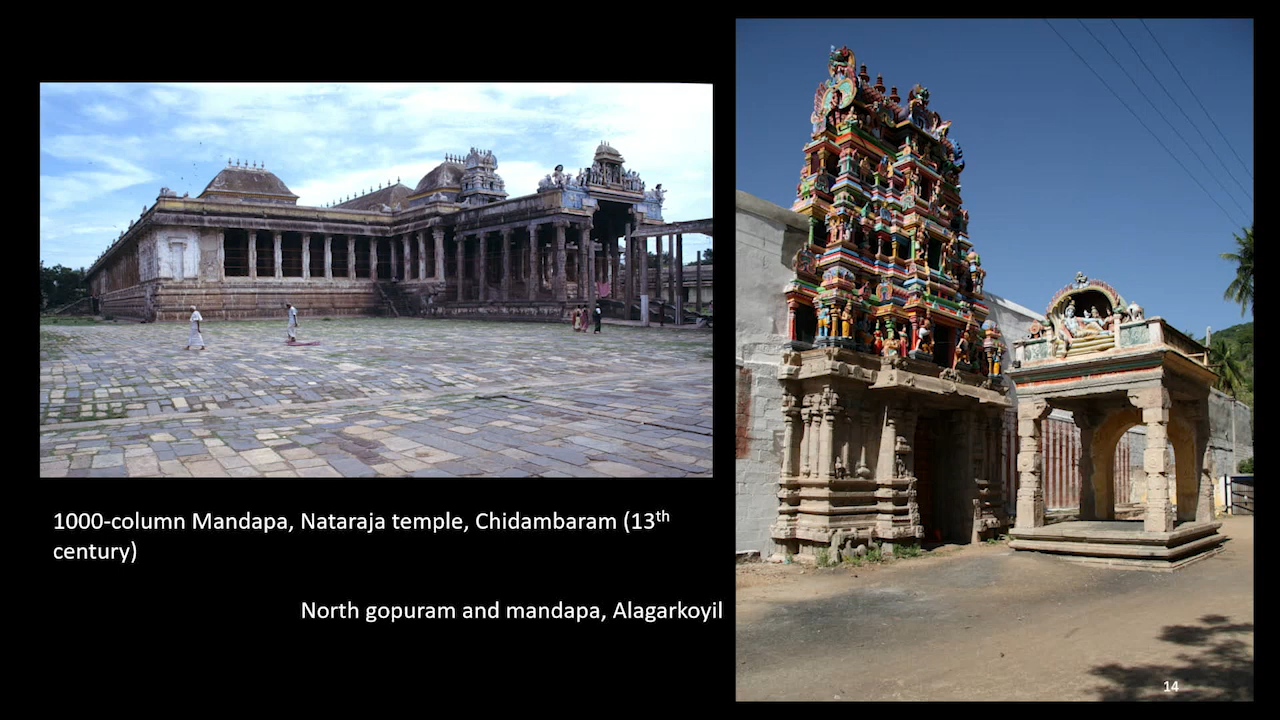 1000-column Mandapa, Nataraja temple, Chidambaram (13th
century)
North gopuram and mandapa, Alagarkoyil
14